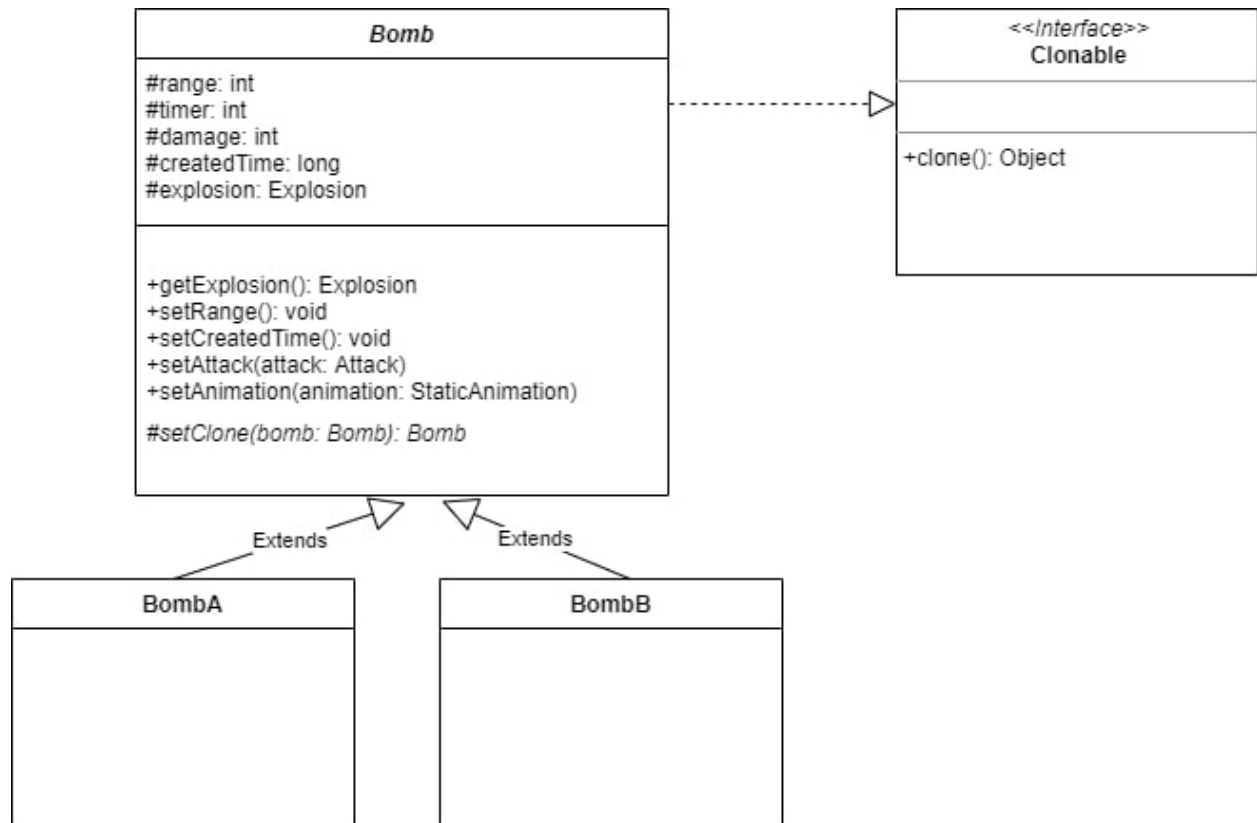 Bomb
#range: int
#timer: int
#damage: int
#createdTime: long
#explosion: Explosion
+getExplosion(): Explosion
+setRange(): void
+setCreatedTime(): void
+setAttack(attack: Attack)
+setAnimation(animation: StaticAnimation)
#setClone(bomb: Bomb): Bomb
<<Interface>>
Clonable
+clone(): Object
Extends
Extends
BombA
BombB